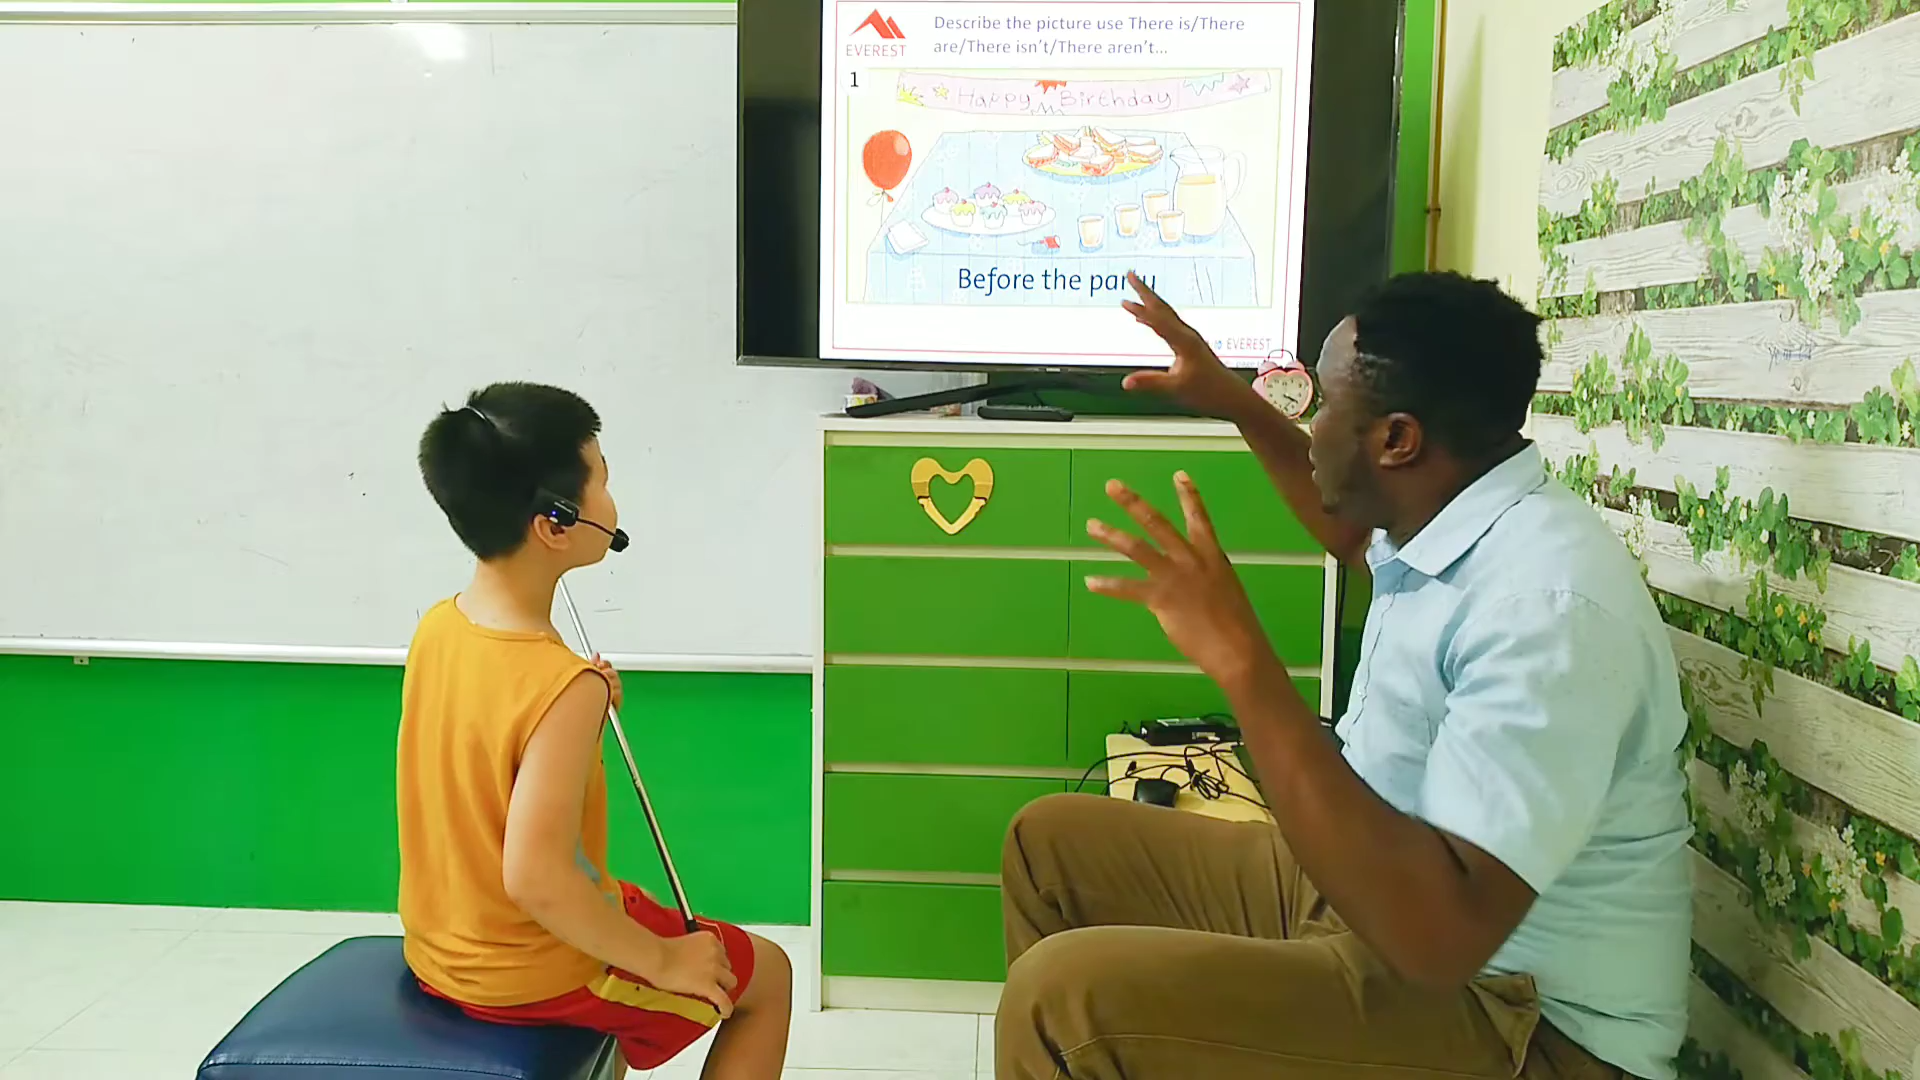 EVEREST
Describe the picture use There is/There
are/There isn't/There aren't...
1
Happy Birthday
Before the party
EVEREST